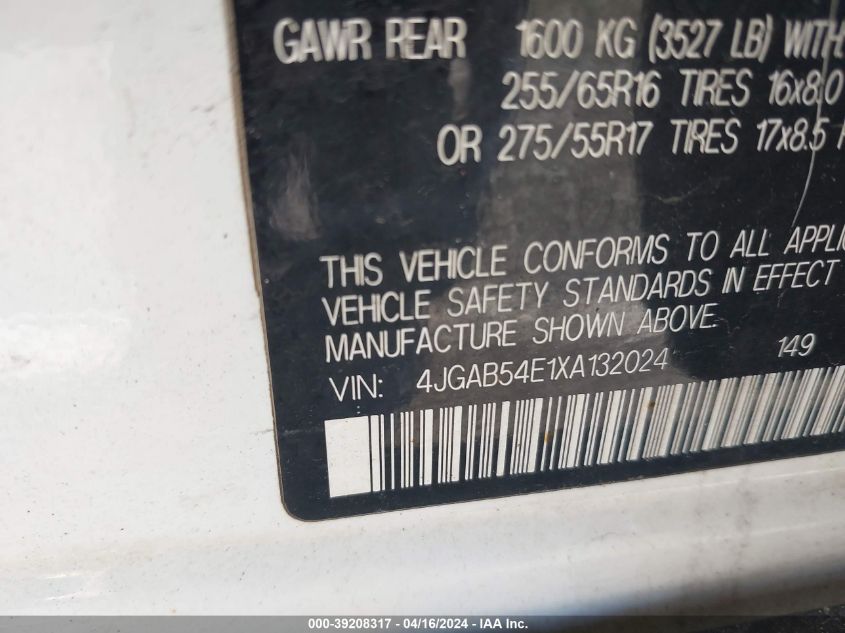 GAWR REAR 1600 KG (3527 LB) WITH
255/65R16 TIRES 16x8.0
OR 275/55R17 TIRES 17x8.5
THIS VEHICLE CONFORMS TO ALL
VEHICLE SAFETY STANDARDS IN EFFECT
MANUFACTURE SHOWN ABOVE.
VIN: 4JGAB54E1XA132024 149
000-39208317 - 04/16/2024 - IAA Inc.